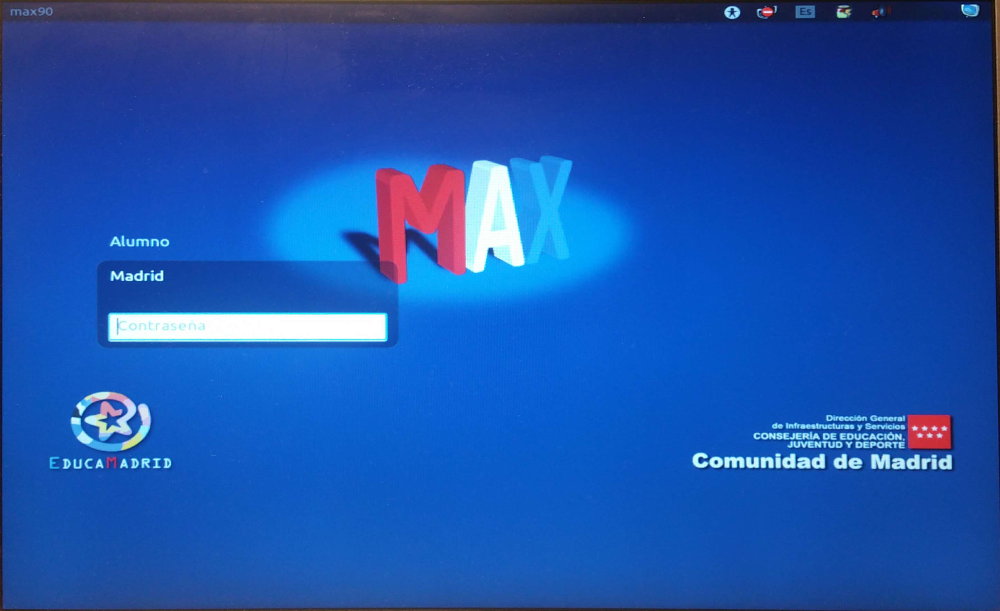 max90
Es
MAX
Alumno
Madrid
Contraseña
EDUCAMADRID
Dirección General
de Infraestructuras y Servicios
CONSEJERÍA DE EDUCACIÓN,
JUVENTUD Y DEPORTE
Comunidad de Madrid